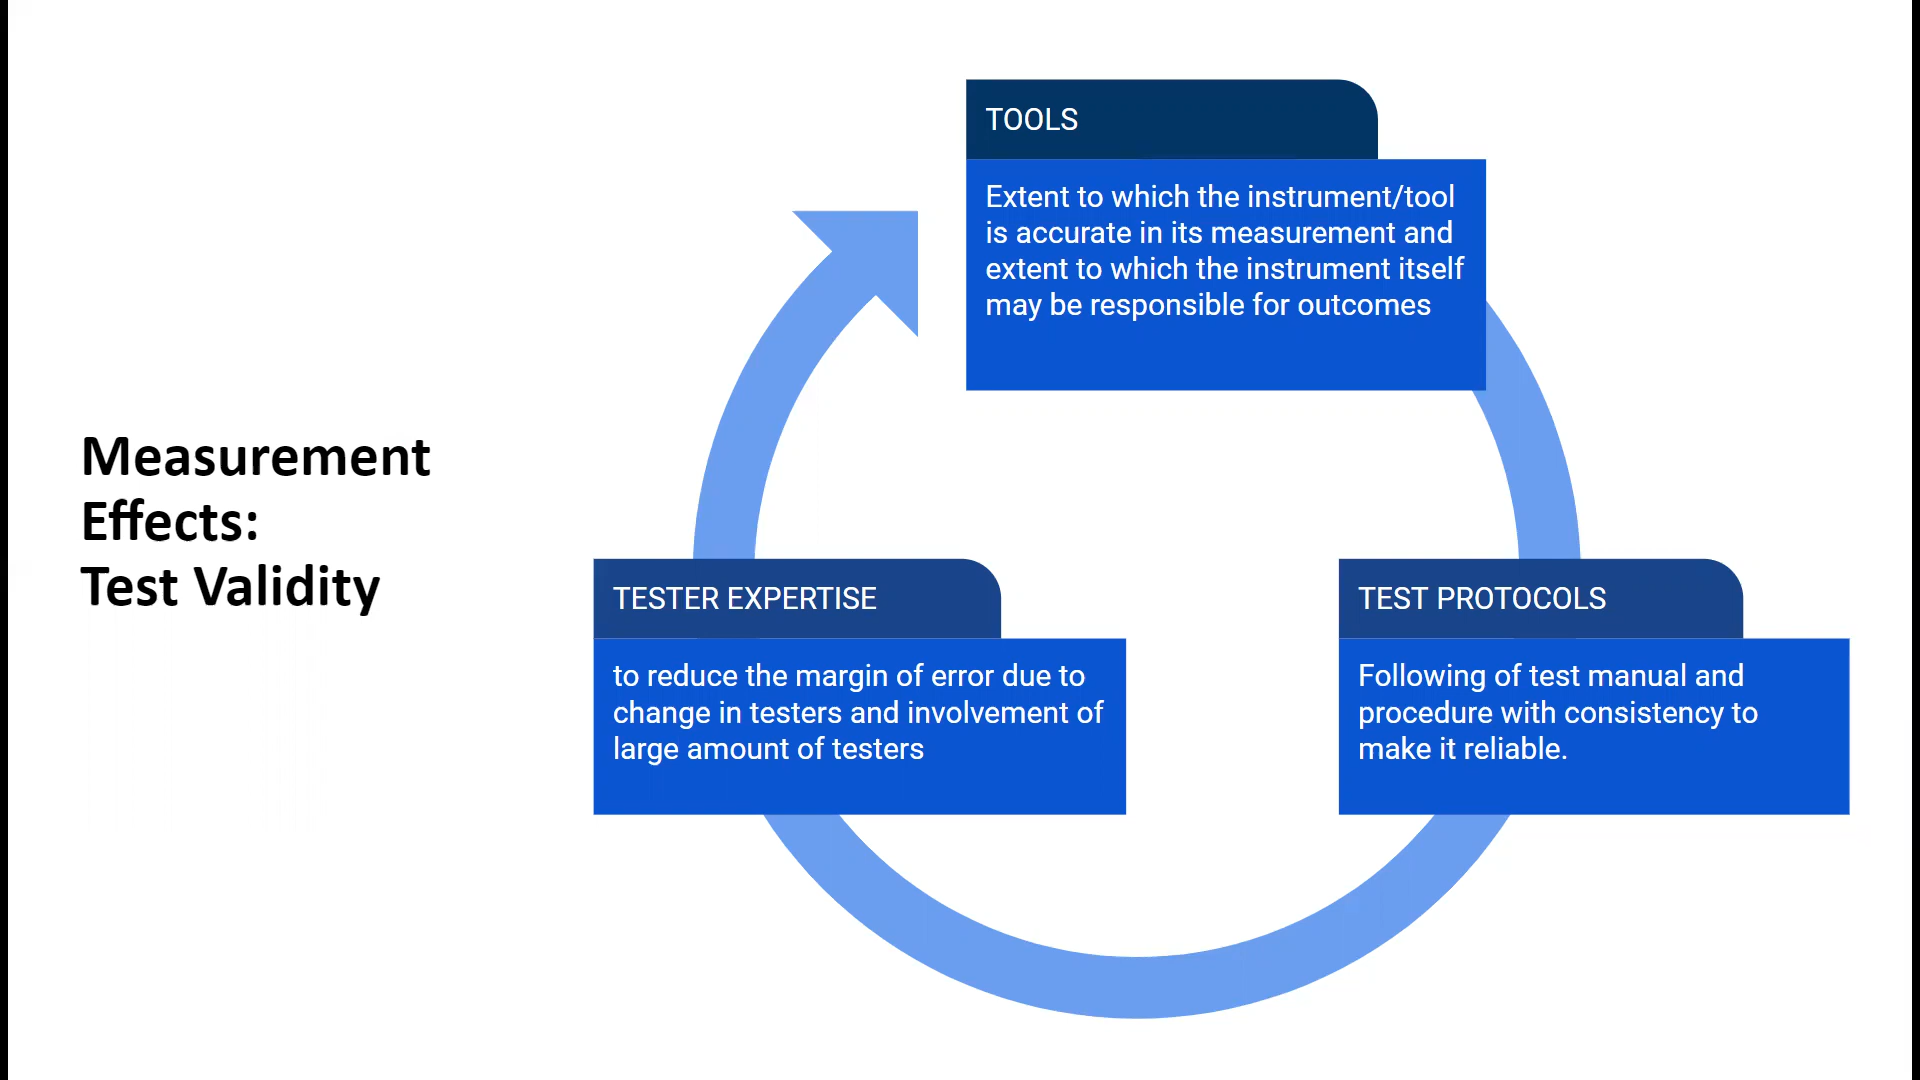 Measurement
Effects:
Test Validity
TOOLS
Extent to which the instrument/tool
is accurate in its measurement and
extent to which the instrument itself
may be responsible for outcomes
TEST PROTOCOLS
Following of test manual and
procedure with consistency to
make it reliable.
TESTER EXPERTISE
to reduce the margin of error due to
change in testers and involvement of
large amount of testers